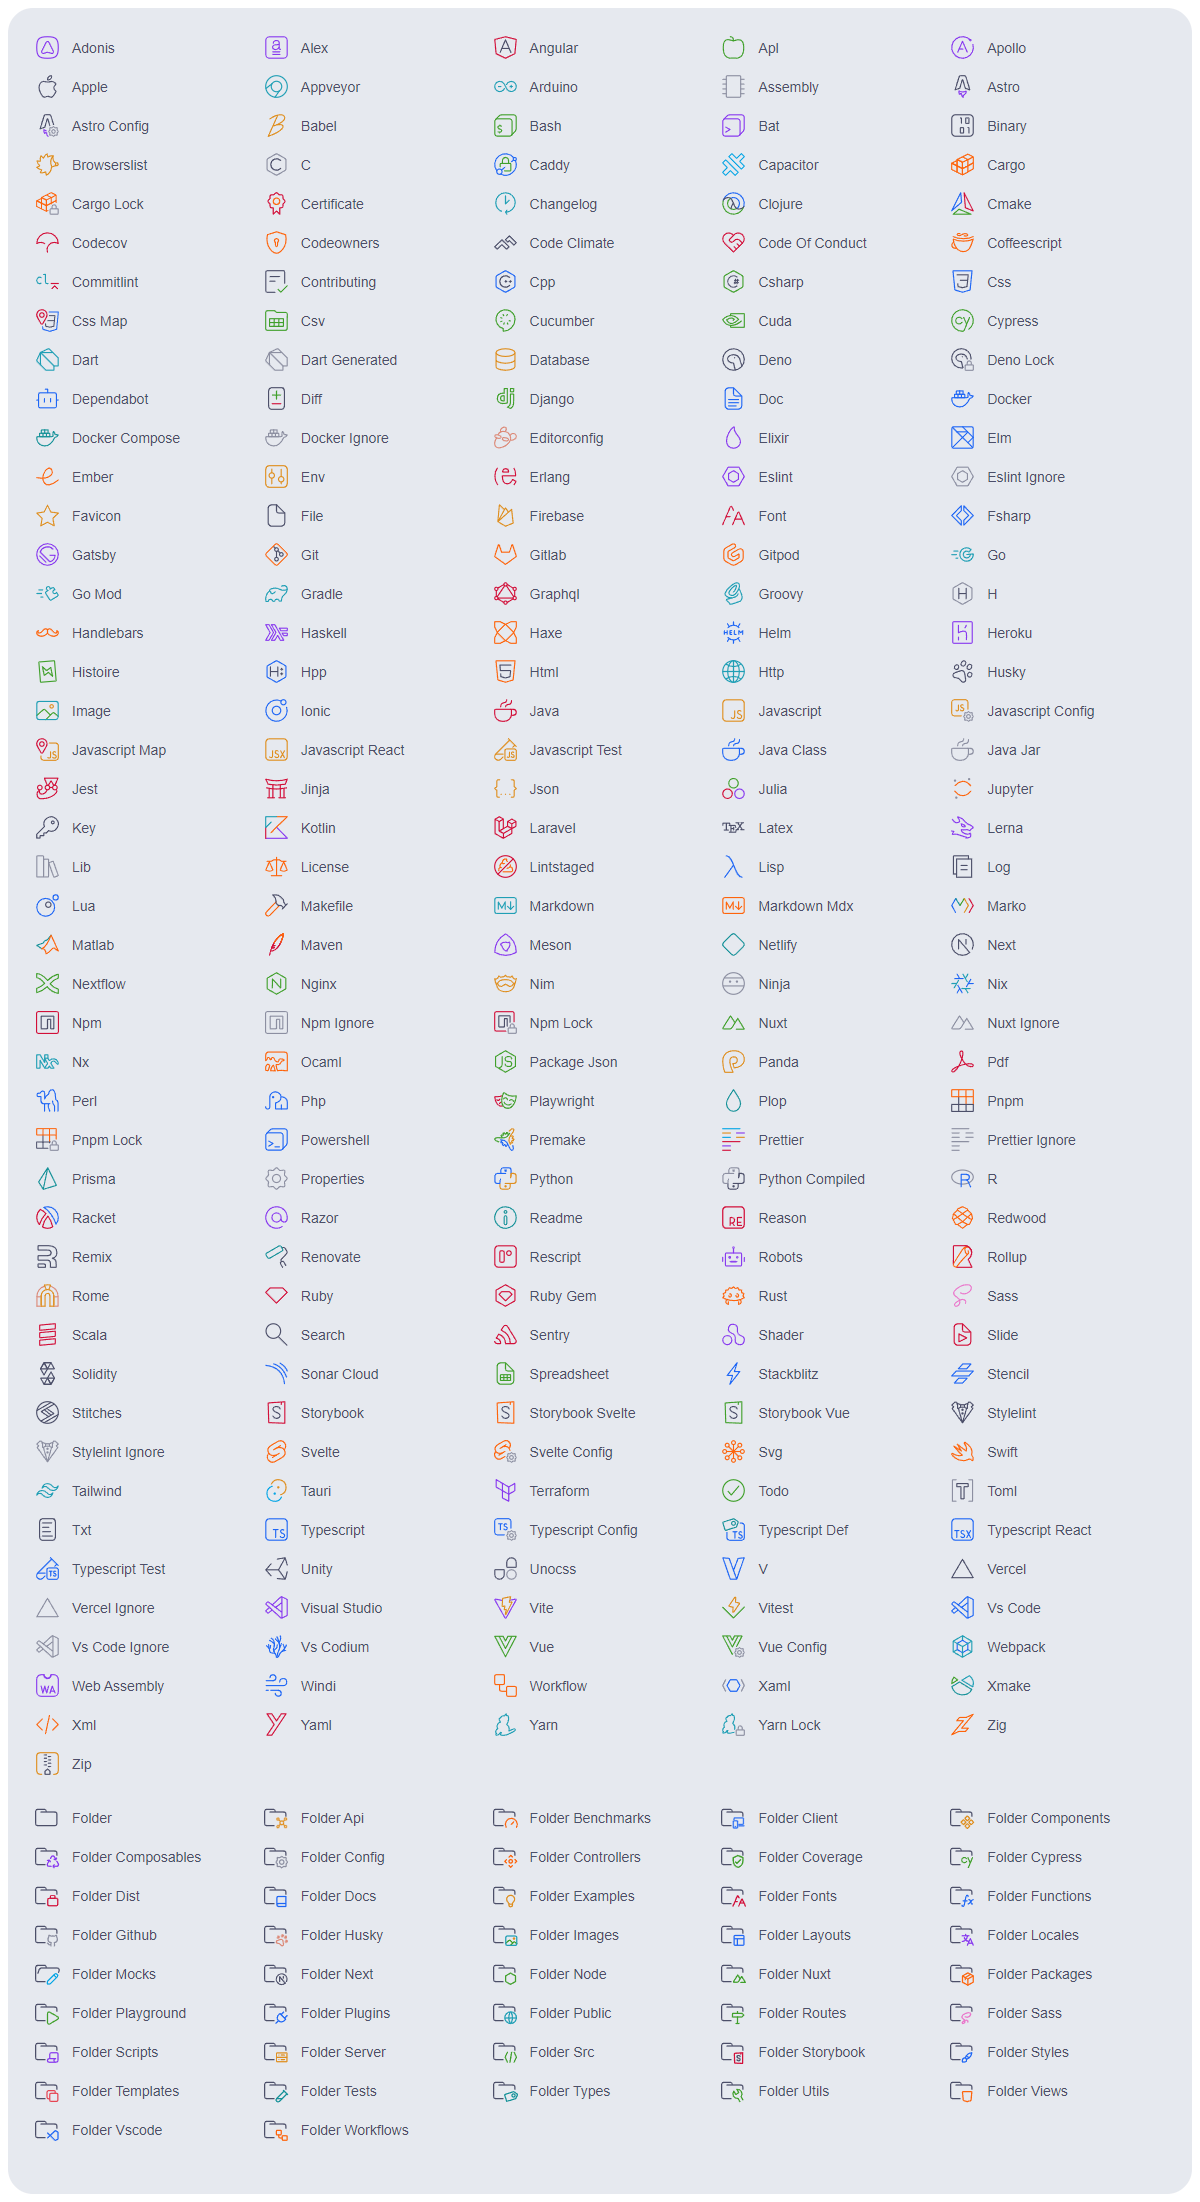 Adonis Alex Angular Apl Apollo
Apple Appveyor Arduino Assembly Astro
Astro Config Babel Bash Bat Binary
Browserslist C Caddy Capacitor Cargo
Cargo Lock Certificate Changelog Clojure Cmake
Codecov Codeowners Code Climate Code Of Conduct Coffeescript
Commitlint Contributing Cpp Csharp Css
Css Map Csv Cucumber Cuda Cypress
Dart Dart Generated Database Deno Deno Lock
Dependabot Diff Django Doc Docker
Docker Compose Docker Ignore Editorconfig Elixir Elm
Ember Env Erlang Eslint Eslint Ignore
Favicon File Firebase Font Fsharp
Gatsby Git Gitlab Gitpod Go
Go Mod Gradle Graphql Groovy H
Handlebars Haskell Haxe Helm Heroku
Histoire Hpp Html Http Husky
Image Ionic Java Javascript Javascript Config
Javascript Map Javascript React Javascript Test Java Class Java Jar
Jest Jinja Json Julia Jupyter
Key Kotlin Laravel Latex Lerna
Lib License Lintstaged Lisp Log
Lua Makefile Markdown Markdown Mdx Marko
Matlab Maven Meson Netlify Next
Nextflow Nginx Nim Ninja Nix
Npm Npm Ignore Npm Lock Nuxt Nuxt Ignore
Nx Ocaml Package Json Panda Pdf
Perl Php Playwright Plop Pnpm
Pnpm Lock Powershell Premake Prettier Prettier Ignore
Prisma Properties Python Python Compiled R
Racket Razor Readme Reason Redwood
Remix Renovate Rescript Robots Rollup
Rome Ruby Ruby Gem Rust Sass
Scala Search Sentry Shader Slide
Solidity Sonar Cloud Spreadsheet Stackblitz Stencil
Stitches Storybook Storybook Svelte Storybook Vue Stylelint
Stylelint Ignore Svelte Svelte Config Svg Swift
Tailwind Tauri Terraform Todo Toml
Txt Typescript Typescript Config Typescript Def Typescript React
Typescript Test Unity Unocss V Vercel
Vercel Ignore Visual Studio Vite Vitest Vs Code
Vs Code Ignore Vs Codium Vue Vue Config Webpack
Web Assembly Windi Workflow Xaml Xmake
Xml Yaml Yarn Yarn Lock Zig
Zip
Folder Folder Api Folder Benchmarks Folder Client Folder Components
Folder Composables Folder Config Folder Controllers Folder Coverage Folder Cypress
Folder Dist Folder Docs Folder Examples Folder Fonts Folder Functions
Folder Github Folder Husky Folder Images Folder Layouts Folder Locales
Folder Mocks Folder Next Folder Node Folder Nuxt Folder Packages
Folder Playground Folder Plugins Folder Public Folder Routes Folder Sass
Folder Scripts Folder Server Folder Src Folder Storybook Folder Styles
Folder Templates Folder Tests Folder Types Folder Utils Folder Views
Folder Vscode Folder Workflows